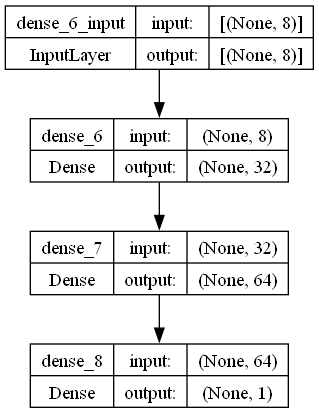 dense_6_input input: [(None, 8)]
InputLayer output: [(None, 8)]
dense_6 input: (None, 8)
Dense output: (None, 32)
dense_7 input: (None, 32)
Dense output: (None, 64)
dense_8 input: (None, 64)
Dense output: (None, 1)